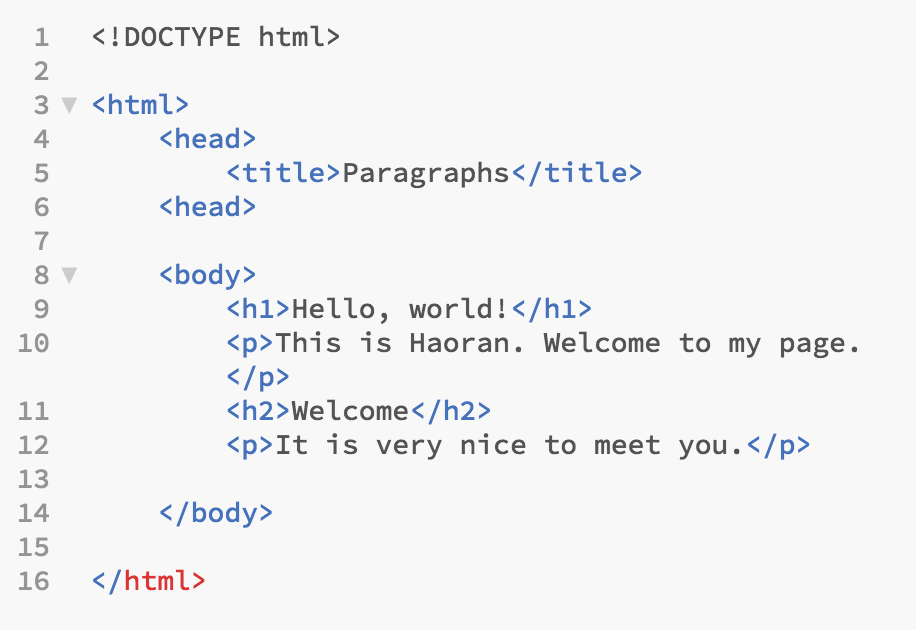 1 <!DOCTYPE html>
2
3 ▼ <html>
4     <head>
5         <title>Paragraphs</title>
6     <head>
7
8 ▼     <body>
9         <h1>Hello, world!</h1>
10         <p>This is Haoran. Welcome to my page.
        </p>
11         <h2>Welcome</h2>
12         <p>It is very nice to meet you.</p>
13
14     </body>
15
16 </html>